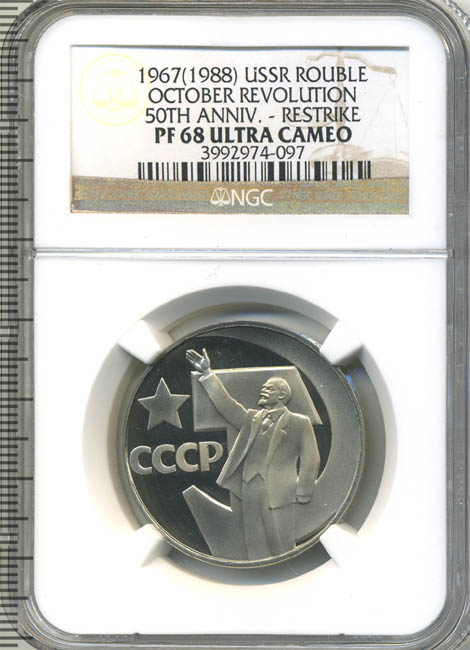 1967(1988) USSR ROUBLE
OCTOBER REVOLUTION
50TH ANNIV. - RESTRIKE
PF 68 ULTRA CAMEO
3992974-097
NGC
СССР